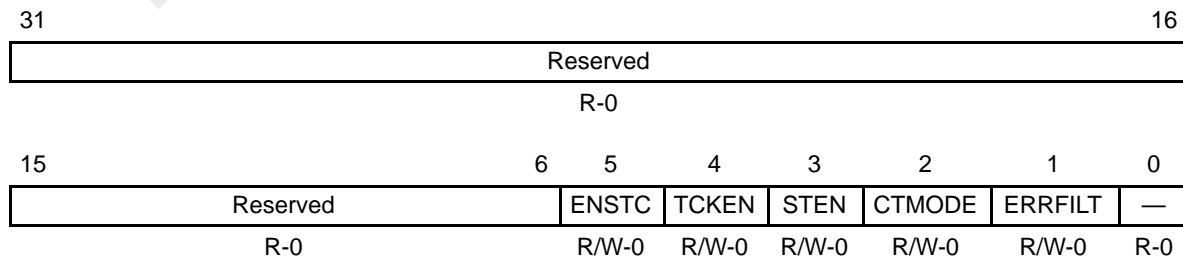 31 16
Reserved
R-0
15 6 5 4 3 2 1 0
Reserved ENSTC TCKEN STEN CTMODE ERRFILT —
R-0 R/W-0 R/W-0 R/W-0 R/W-0 R/W-0 R-0